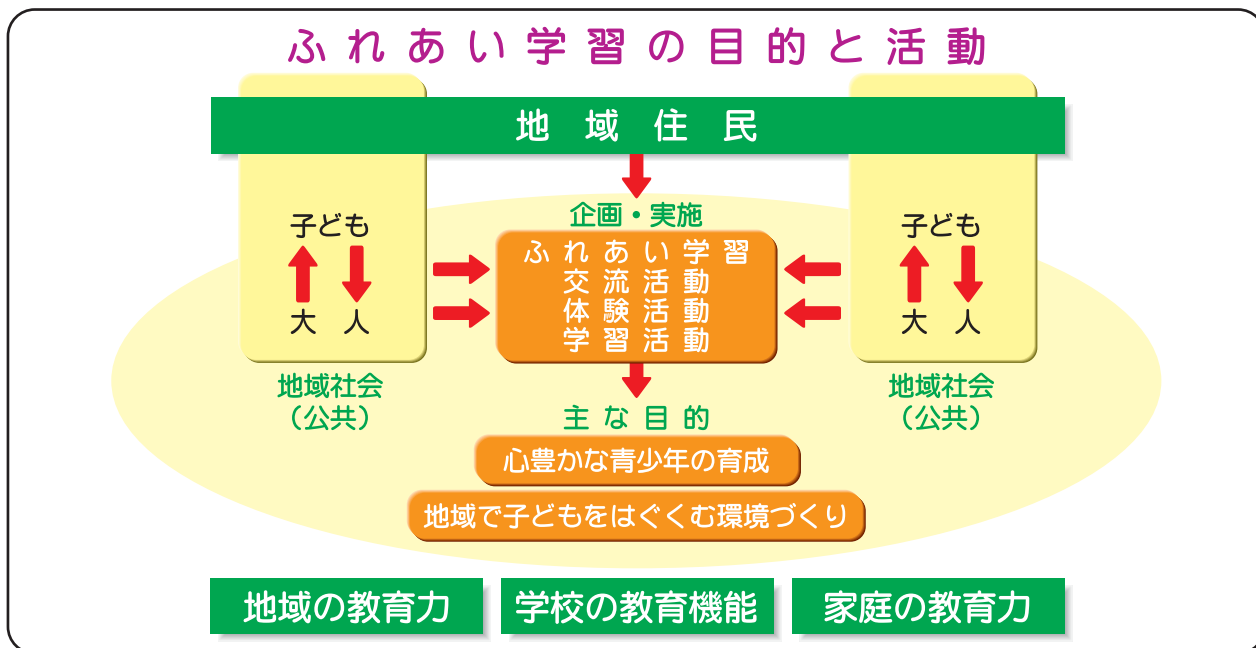 ふれあい学習の目的と活動
地域住民
企画・実施
子ども
大人
地域社会
（公共）
ふれあい学習
交流活動
体験活動
学習活動
子ども
大人
地域社会
（公共）
主な目的
心豊かな青少年の育成
地域で子どもをはぐくむ環境づくり
地域の教育力
学校の教育機能
家庭の教育力